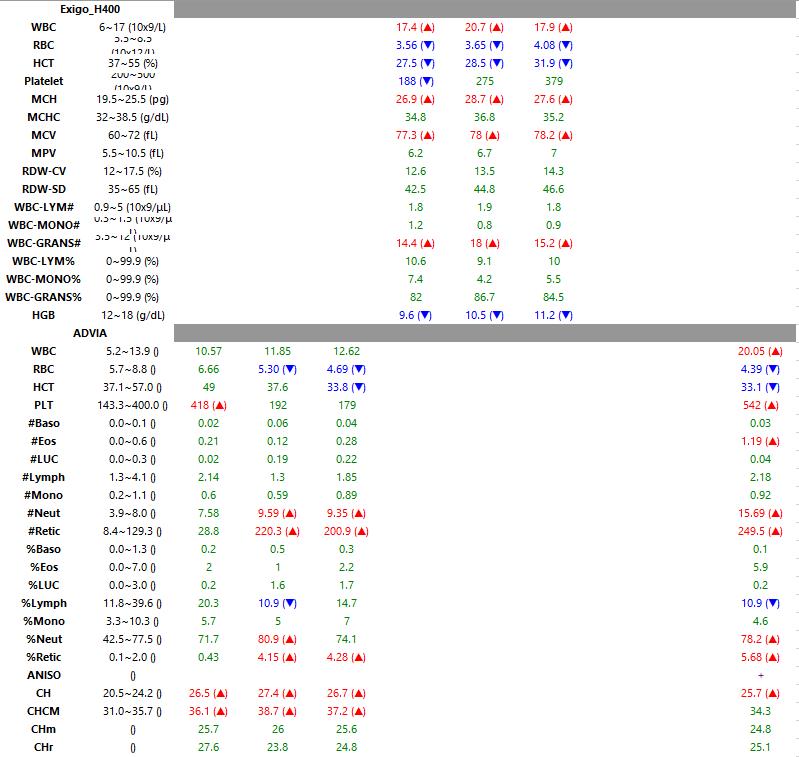 Exigo_H400
WBC 6~17 (10x9/L) 17.4 (▲) 20.7 (▲) 17.9 (▲)
RBC 3.56 (▼) 3.65 (▼) 4.08 (▼)
HCT 37~55 (%) 27.5 (▼) 28.5 (▼) 31.9 (▼)
Platelet 188 (▼) 275 379
MCH 19.5~25.5 (pg) 26.9 (▲) 28.7 (▲) 27.6 (▲)
MCHC 32~38.5 (g/dL) 34.8 36.8 35.2
MCV 60~72 (fL) 77.3 (▲) 78 (▲) 78.2 (▲)
MPV 5.5~10.5 (fL) 6.2 6.7 7
RDW-CV 12~17.5 (%) 12.6 13.5 14.3
RDW-SD 35~65 (fL) 42.5 44.8 46.6
WBC-LYM# 0.9~5 (10x9/μL) 1.8 1.9 1.8
WBC-MONO# 1.2 0.8 0.9
WBC-GRANS# 14.4 (▲) 18 (▲) 15.2 (▲)
WBC-LYM% 0~99.9 (%) 10.6 9.1 10
WBC-MONO% 0~99.9 (%) 7.4 4.2 5.5
WBC-GRANS% 0~99.9 (%) 82 86.7 84.5
HGB 12~18 (g/dL) 9.6 (▼) 10.5 (▼) 11.2 (▼)
ADVIA
WBC 5.2~13.9 () 10.57 11.85 12.62 20.05 (▲)
RBC 5.7~8.8 () 6.66 5.30 (▼) 4.69 (▼) 4.39 (▼)
HCT 37.1~57.0 () 49 37.6 33.8 (▼) 33.1 (▼)
PLT 143.3~400.0 () 418 (▲) 192 179 542 (▲)
#Baso 0.0~0.1 () 0.02 0.06 0.04 0.03
#Eos 0.0~0.6 () 0.21 0.12 0.28 1.19 (▲)
#LUC 0.0~0.3 () 0.02 0.19 0.22 0.04
#Lymph 1.3~4.1 () 2.14 1.3 1.85 2.18
#Mono 0.2~1.1 () 0.6 0.59 0.89 0.92
#Neut 3.9~8.0 () 7.58 9.59 (▲) 9.35 (▲) 15.69 (▲)
#Retic 8.4~129.3 () 28.8 220.3 (▲) 200.9 (▲) 249.5 (▲)
%Baso 0.0~1.3 () 0.2 0.5 0.3 0.1
%Eos 0.0~7.0 () 2 1 2.2 5.9
%LUC 0.0~3.0 () 0.2 1.6 1.7 0.2
%Lymph 11.8~39.6 () 20.3 10.9 (▼) 14.7 10.9 (▼)
%Mono 3.3~10.3 () 5.7 5 7 4.6
%Neut 42.5~77.5 () 71.7 80.9 (▲) 74.1 78.2 (▲)
%Retic 0.1~2.0 () 0.43 4.15 (▲) 4.28 (▲) 5.68 (▲)
ANISO () +
CH 20.5~24.2 () 26.5 (▲) 27.4 (▲) 26.7 (▲) 25.7 (▲)
CHCM 31.0~35.7 () 36.1 (▲) 38.7 (▲) 37.2 (▲) 34.3
CHm () 25.7 26 25.6 24.8
CHr () 27.6 23.8 24.8 25.1